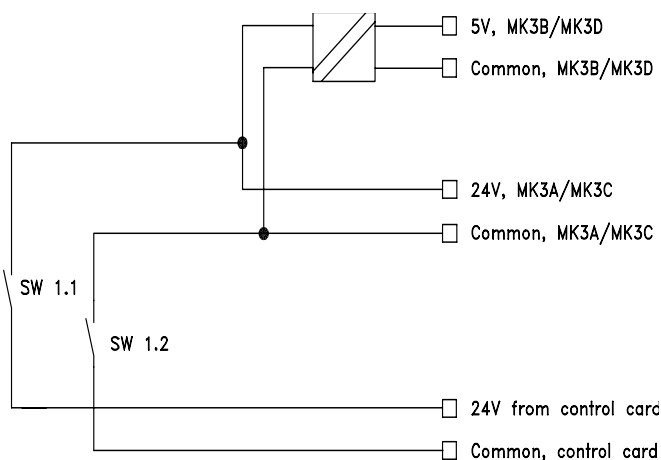 5V, MK3B/MK3D
Common, MK3B/MK3D
24V, MK3A/MK3C
Common, MK3A/MK3C
SW 1.1
SW 1.2
24V from control card
Common, control card